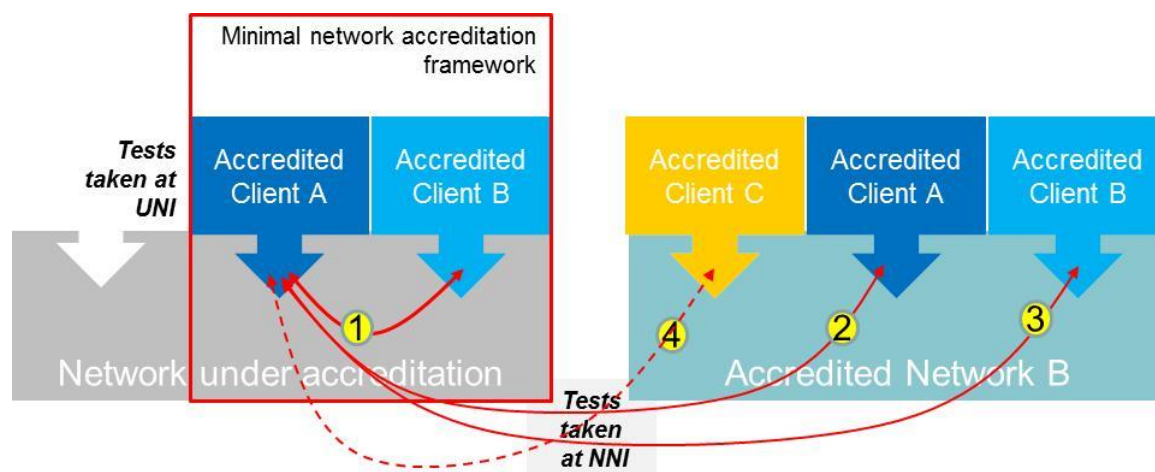 Minimal network accreditation
framework
Tests
taken at
UNI
Accredited
Client A
Accredited
Client B
Accredited
Client C
Accredited
Client A
Accredited
Client B
1
4
2
3
Network under accreditation
Accredited Network B
Tests
taken
at NNI